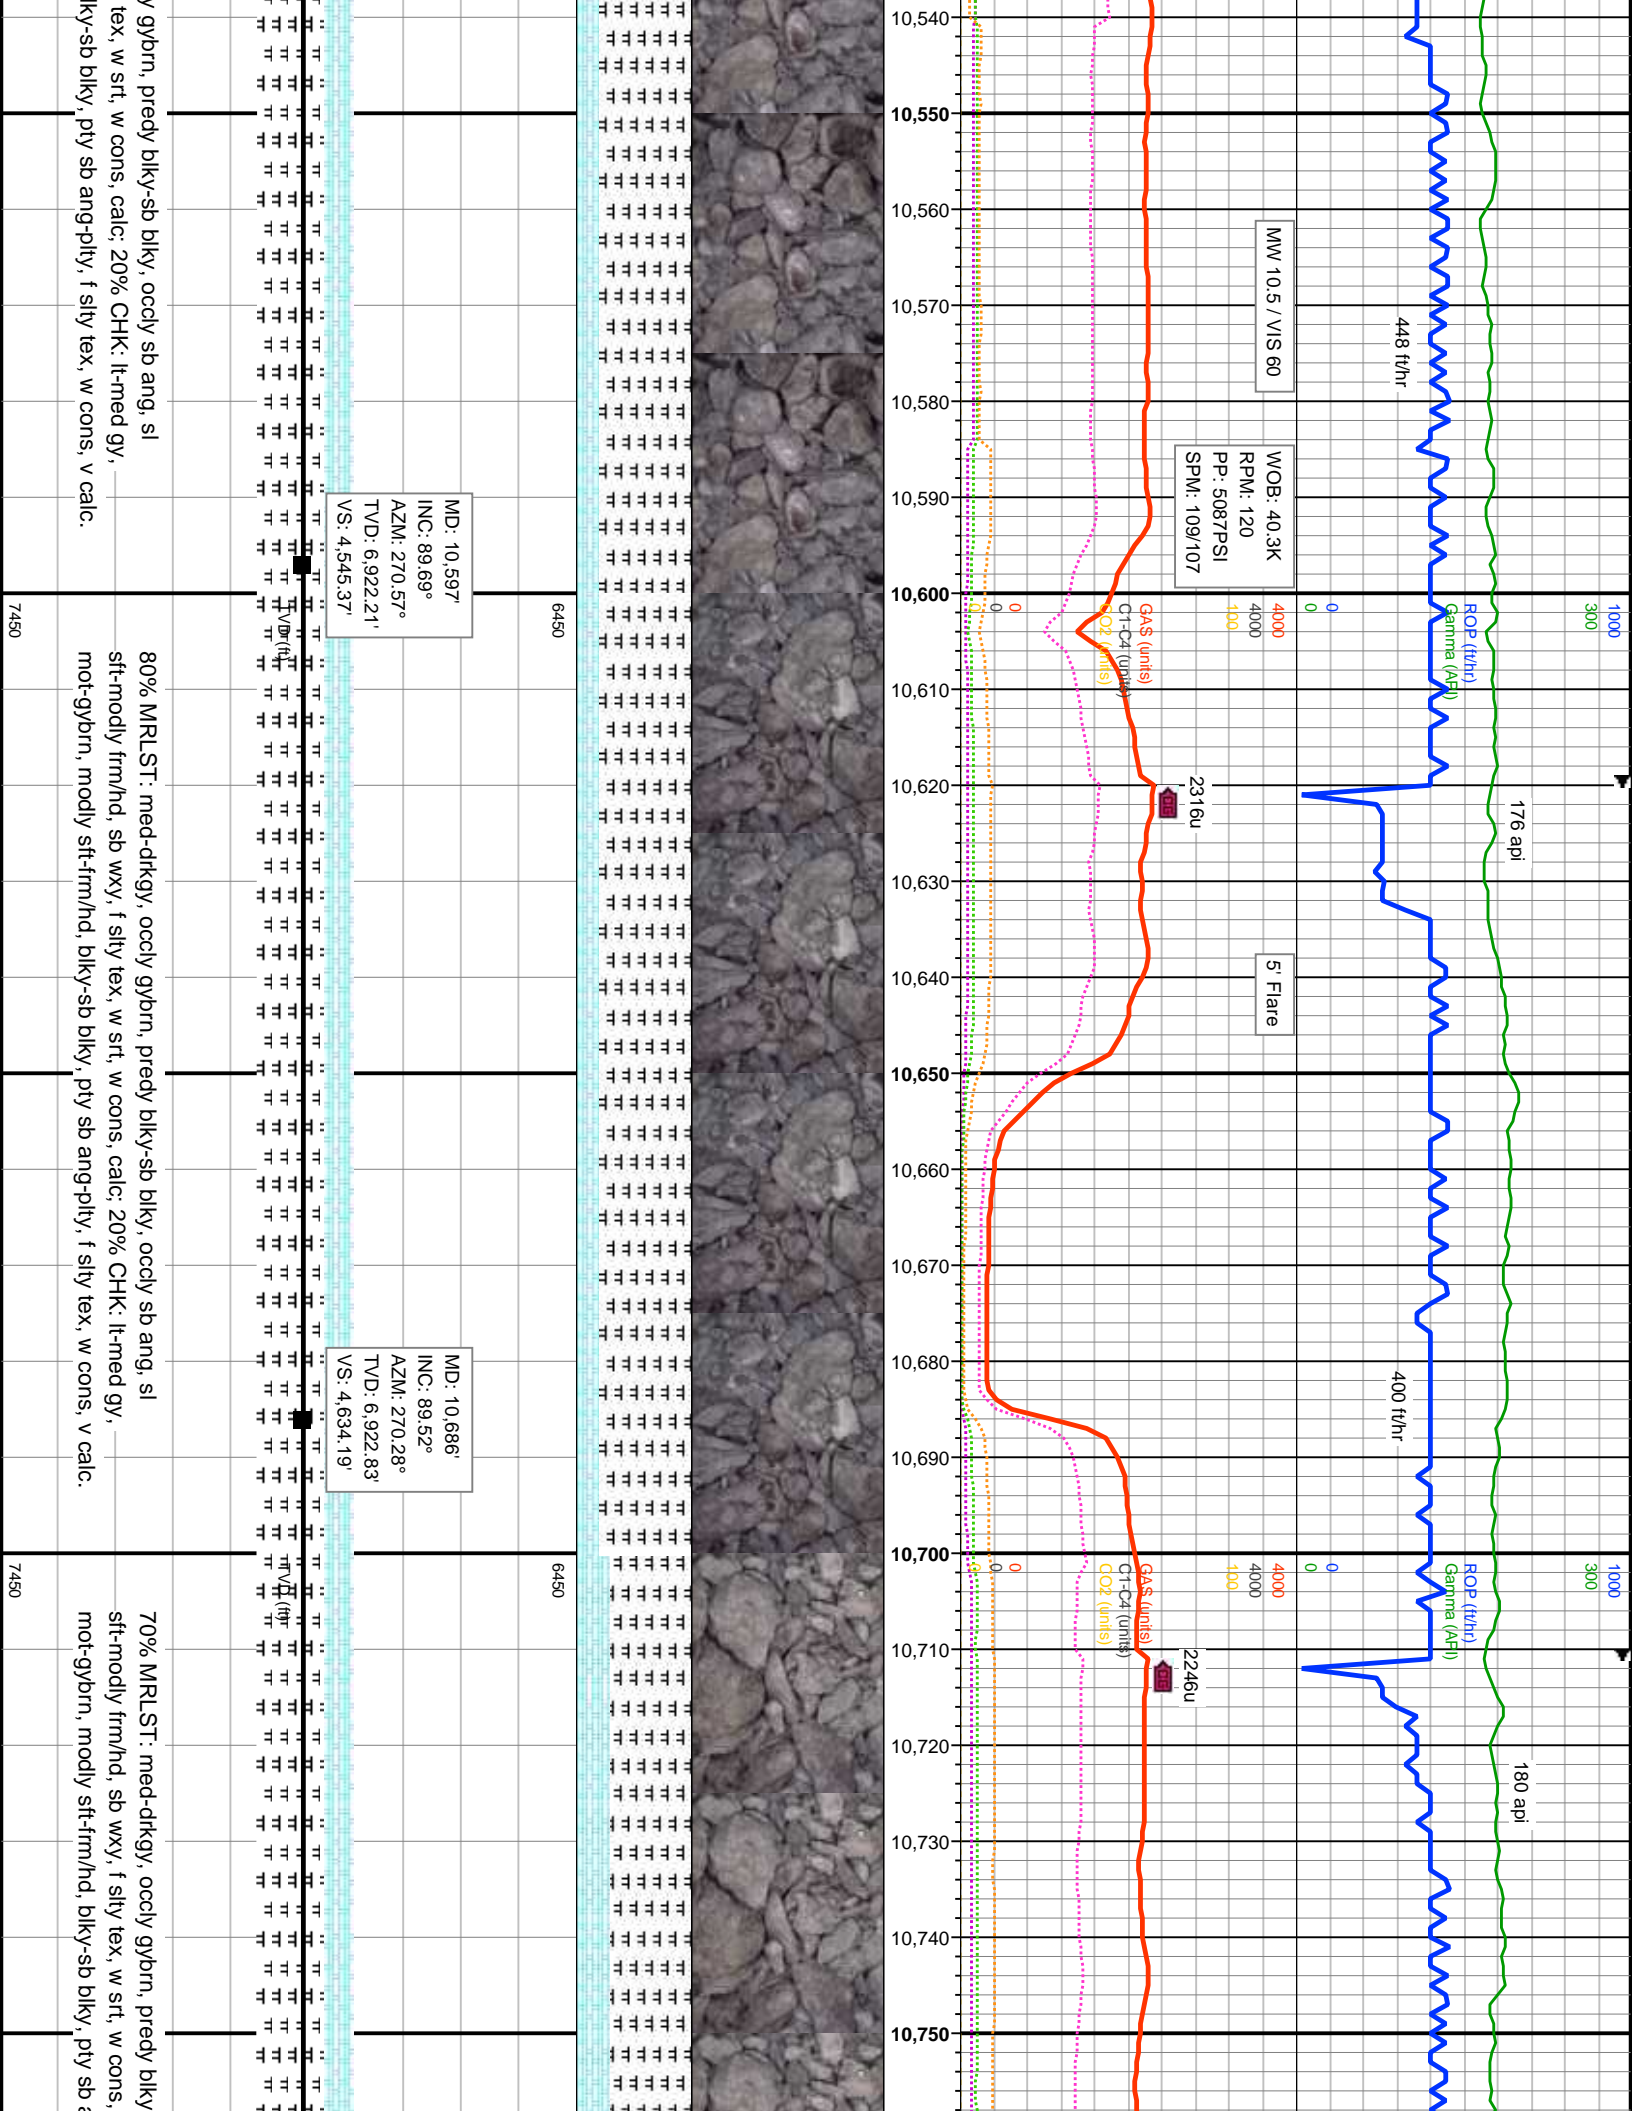 10,540
10,550
10,560
10,570
10,580
10,590
10,600
10,610
10,620
10,630
10,640
10,650
10,660
10,670
10,680
10,690
10,700
10,710
10,720
10,730
10,740
10,750
448 ft/hr
MW 10.5 / VIS 60
WOB: 40.3K
RPM: 120
PP: 5087PSI
SPM: 109/107
1000
300
ROP (ft/hr)
Gamma (API)
0
0
4000
4000
100
GAS (units)
C1-C4 (units)
CO2 (units)
0
0
0
176 api
2316u
5' Flare
400 ft/hr
1000
300
ROP (ft/hr)
Gamma (API)
0
0
4000
4000
100
GAS (units)
C1-C4 (units)
CO2 (units)
0
0
0
2246u
180 api
MD: 10,597'
INC: 89.69°
AZM: 270.57°
TVD: 6,922.21'
VS: 4,545.37'
6450
TVD (ft)
7450
MD: 10,686'
INC: 89.52°
AZM: 270.28°
TVD: 6,922.83'
VS: 4,634.19'
6450
TVD (ft)
7450
y gybrn, predy blky-sb blky, occly sb ang, sl
tex, w srt, w cons, calc; 20% CHK: lt-med gy,
lky-sb blky, pty sb ang-plty, f slty tex, w cons, v calc.
80% MRLST: med-drkgy, occly gybrn, predy blky-sb blky, occly sb ang, sl
sft-modly frm/hd, sb wxy, f slty tex, w srt, w cons, calc; 20% CHK: lt-med gy,
mot-gybrn, modly sft-frm/hd, blky-sb blky, pty sb ang-plty, f slty tex, w cons, v calc.
70% MRLST: med-drkgy, occly gybrn, predy blky
sft-modly frm/hd, sb wxy, f slty tex, w srt, w cons,
mot-gybrn, modly sft-frm/hd, blky-sb blky, pty sb a